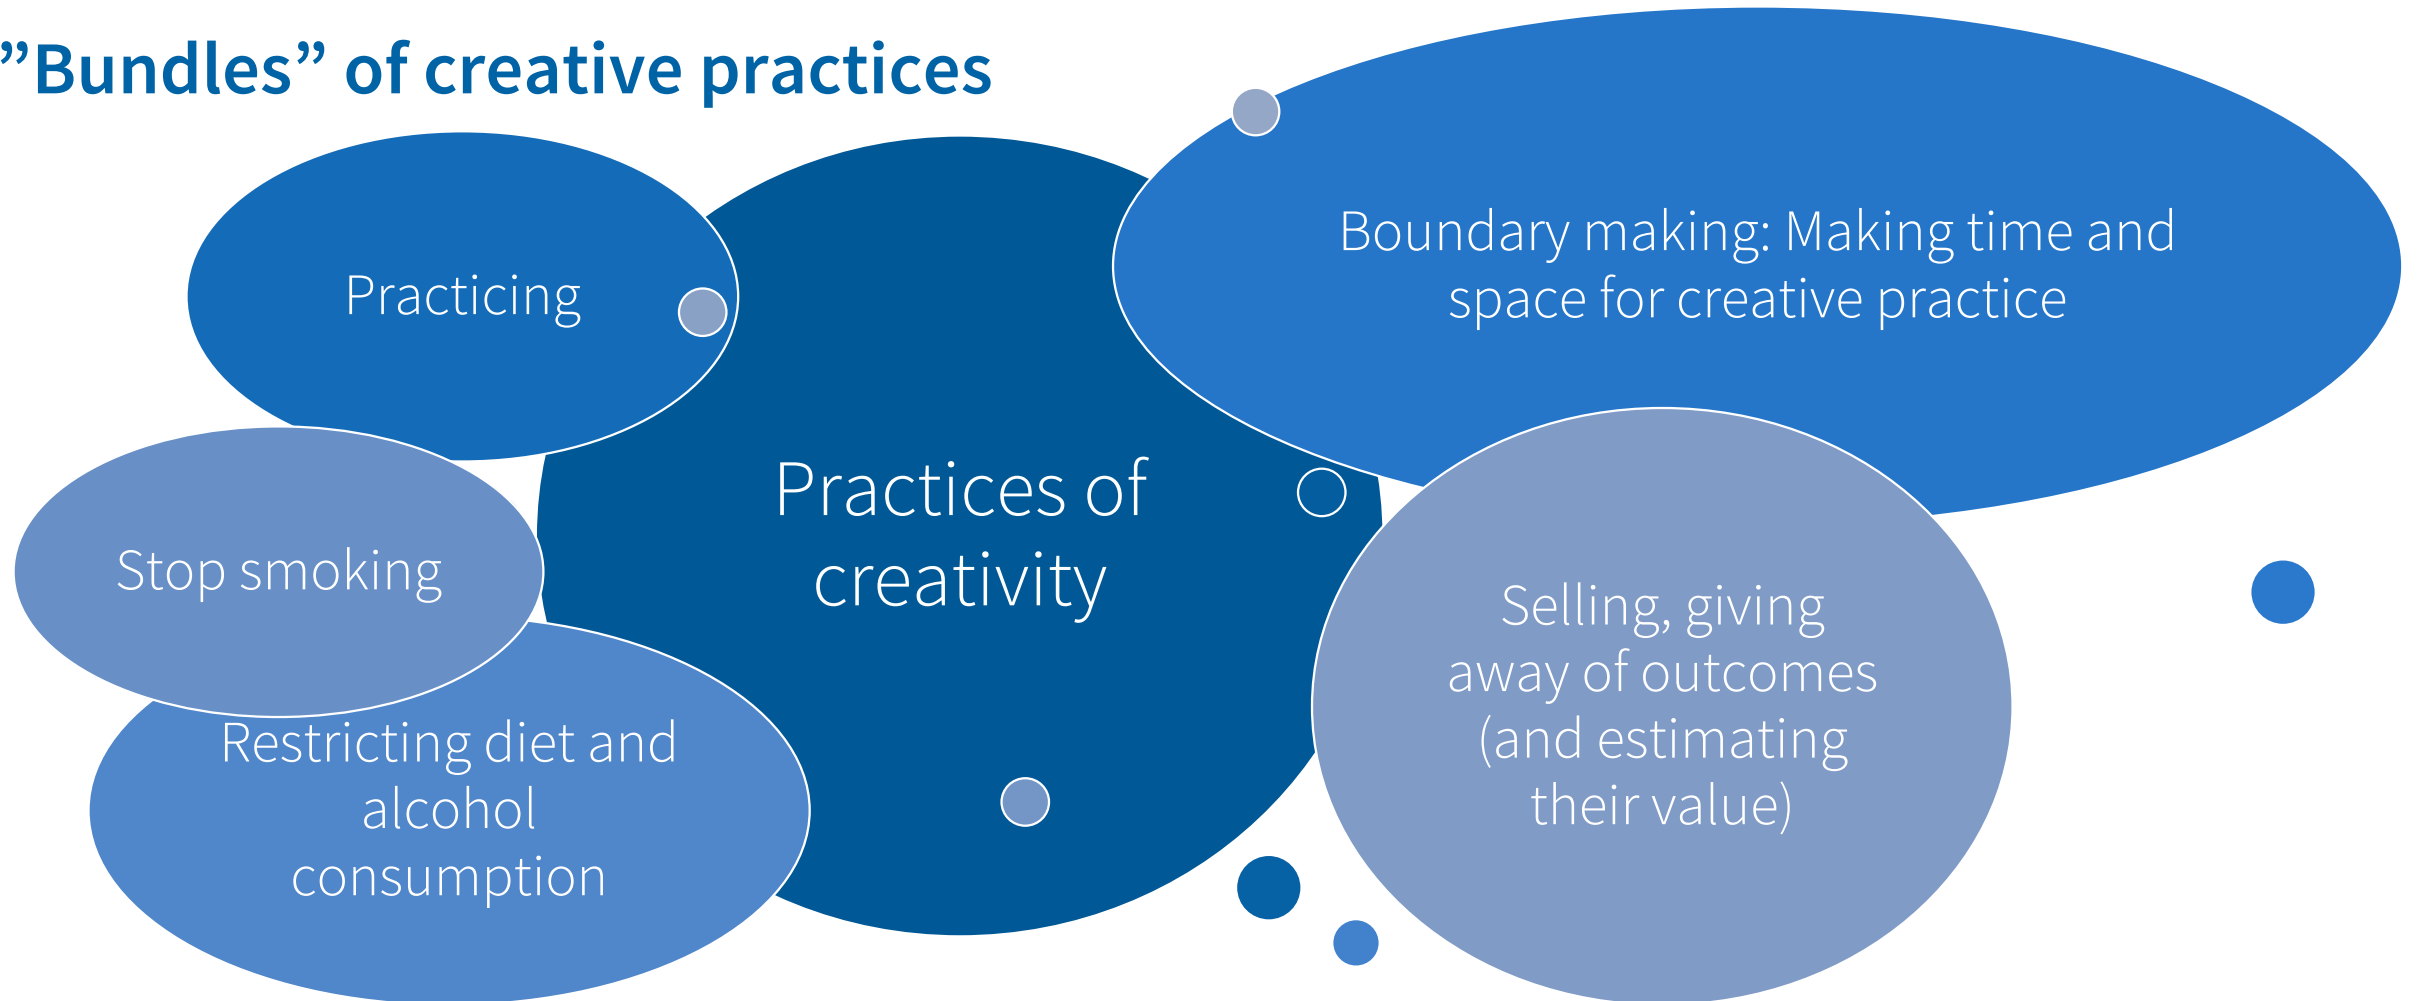 ”Bundles” of creative practices
Practicing
Boundary making: Making time and
space for creative practice
Practices of
creativity
Stop smoking
Selling, giving
away of outcomes
(and estimating
their value)
Restricting diet and
alcohol
consumption